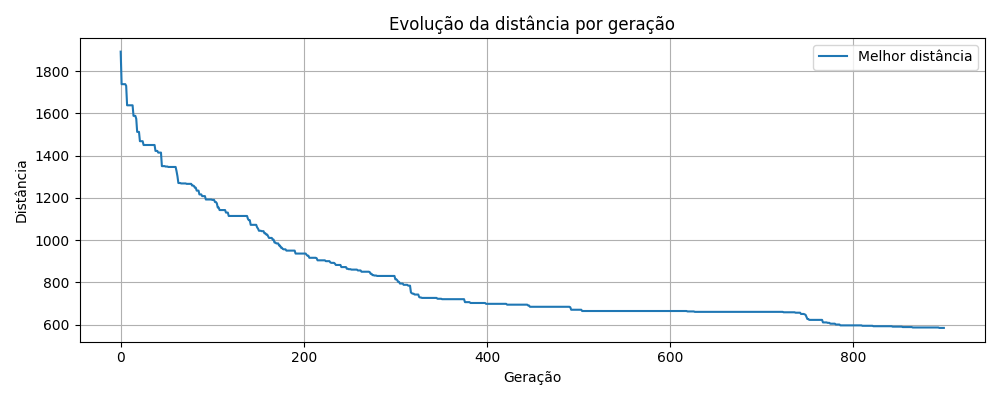 Evolução da distância por geração
Melhor distância
Distância
1800
1600
1400
1200
1000
800
600
0 200 400 600 800
Geração